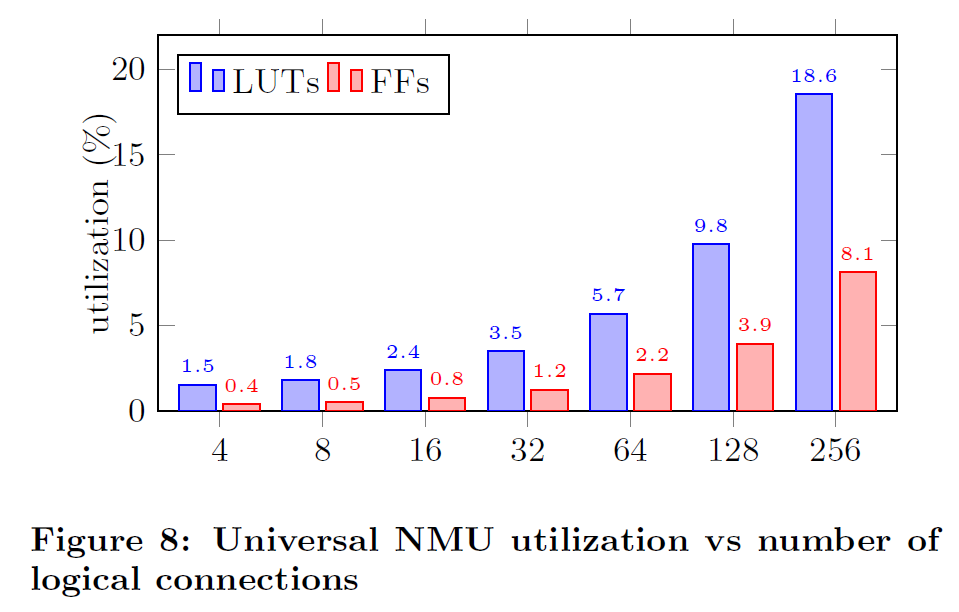 20
15
10
5
0
utilization (%)
LUTs FFs
1.5 0.4 1.8 0.5 2.4 0.8 3.5 1.2 5.7 2.2 9.8 3.9 18.6 8.1
4 8 16 32 64 128 256
Figure 8: Universal NMU utilization vs number of
logical connections